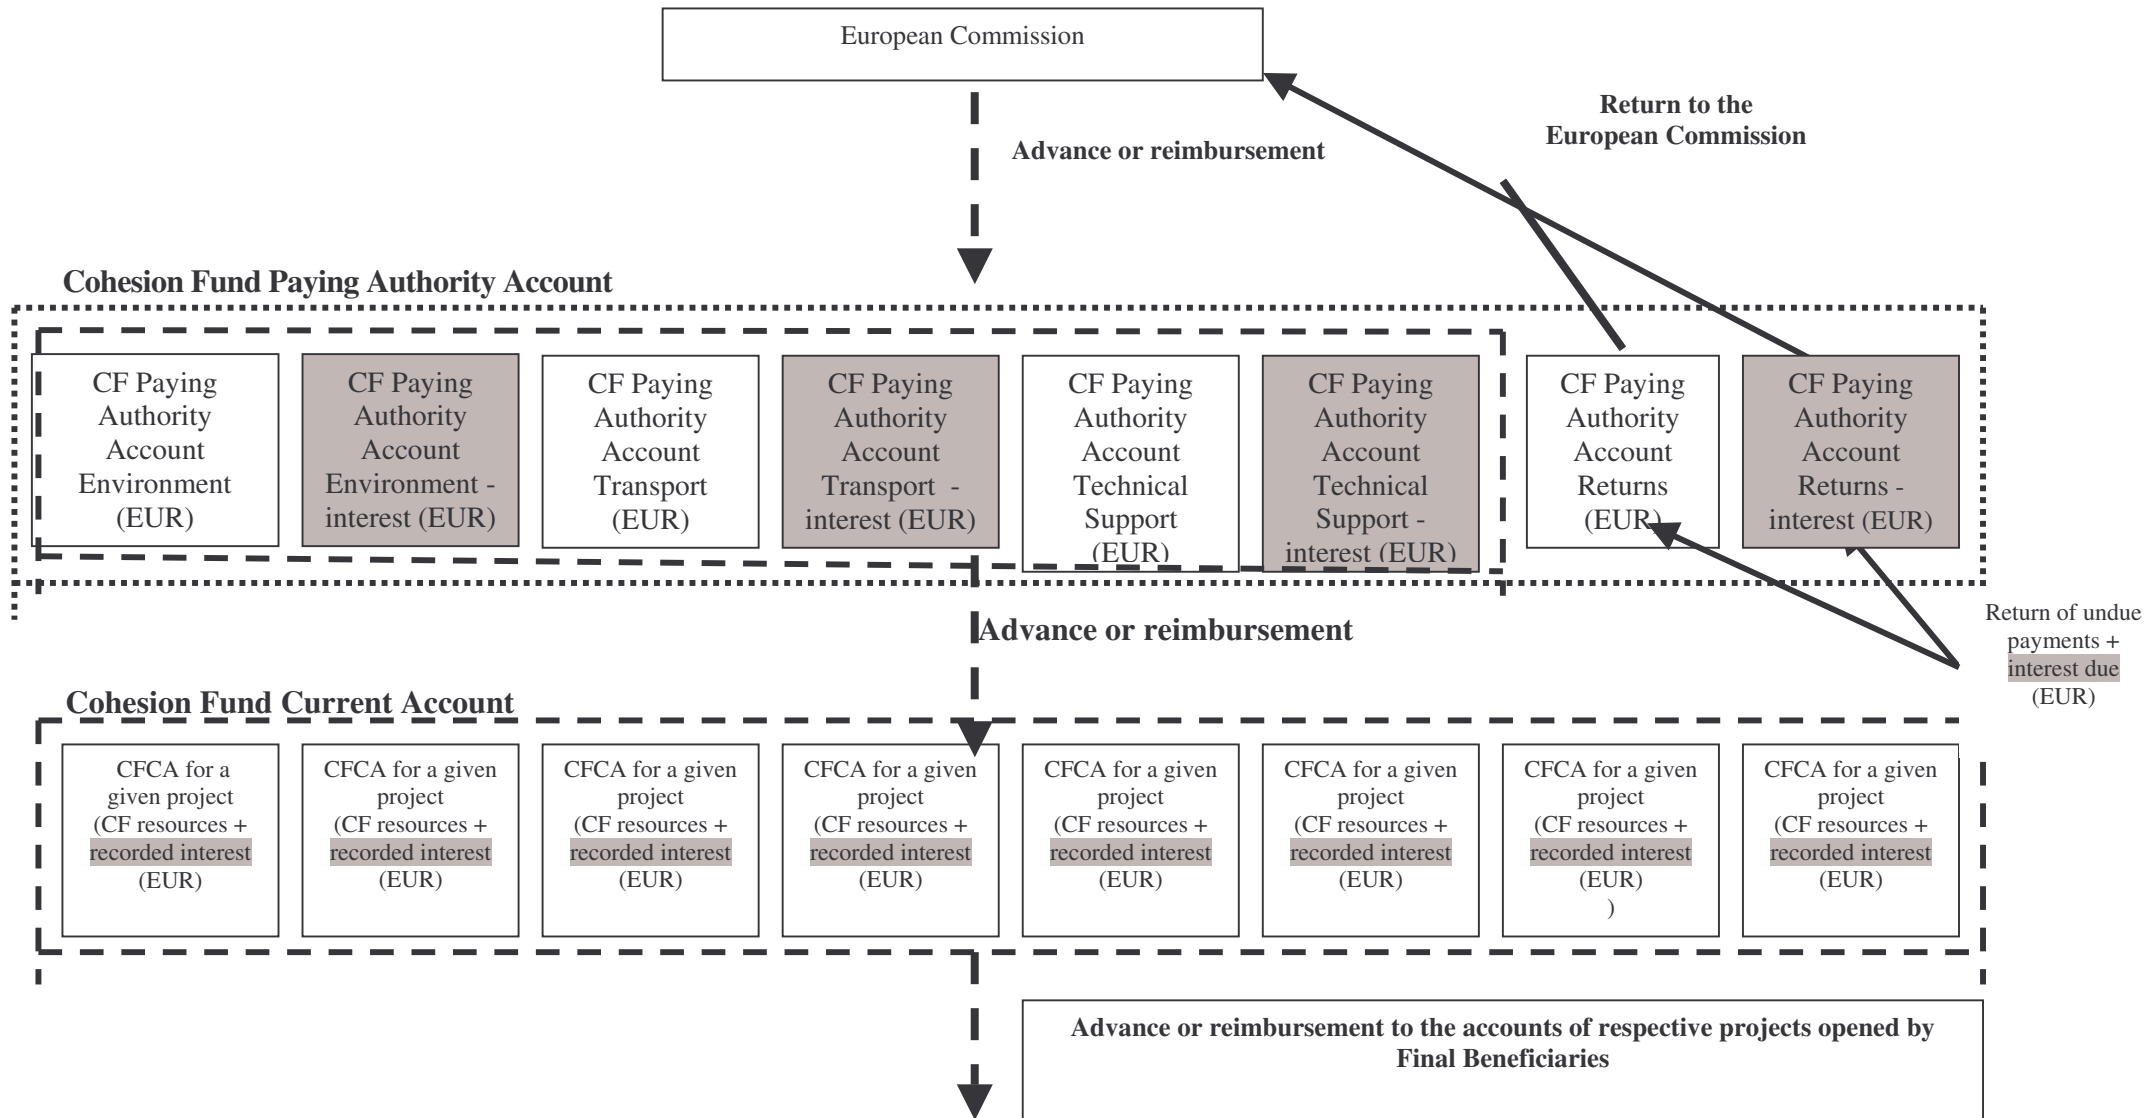 European Commission
Return to the
European Commission
Advance or reimbursement
Cohesion Fund Paying Authority Account
CF Paying
Authority
Account
Environment
(EUR)
CF Paying
Authority
Account
Environment -
interest (EUR)
CF Paying
Authority
Account
Transport
(EUR)
CF Paying
Authority
Account
Transport -
interest (EUR)
CF Paying
Authority
Account
Technical
Support
(EUR)
CF Paying
Authority
Account
Technical
Support -
interest (EUR)
CF Paying
Authority
Account
Returns
(EUR)
CF Paying
Authority
Account
Returns -
interest (EUR)
Return of undue
payments +
interest due
(EUR)
Advance or reimbursement
Cohesion Fund Current Account
CFCA for a
given project
(CF resources +
recorded interest
(EUR)
CFCA for a given
project
(CF resources +
recorded interest
(EUR)
CFCA for a given
project
(CF resources +
recorded interest
(EUR)
CFCA for a given
project
(CF resources +
recorded interest
(EUR)
CFCA for a given
project
(CF resources +
recorded interest
(EUR)
CFCA for a given
project
(CF resources +
recorded interest
(EUR)
CFCA for a given
project
(CF resources +
recorded interest
(EUR)
)
CFCA for a given
project
(CF resources +
recorded interest
(EUR)
Advance or reimbursement to the accounts of respective projects opened by
Final Beneficiaries